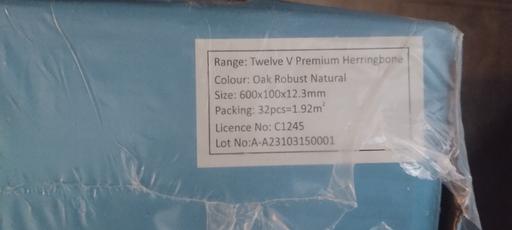 Range: Twelve V Premium Herringbone
Colour: Oak Robust Natural
Size: 600x100x12.3mm
Packing: 32pcs=1.92m²
Licence No: C1245
Lot No:A-A23103150001